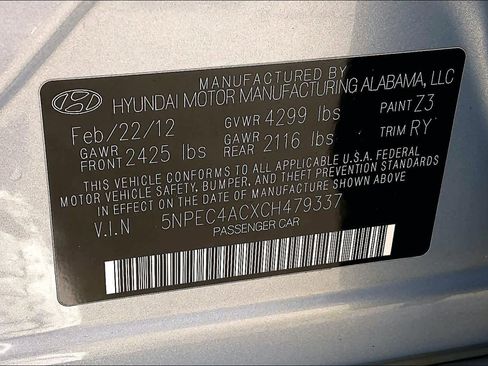 MANUFACTURED BY
HYUNDAI MOTOR MANUFACTURING ALABAMA, LLC
Feb/22/12 GVWR 4299 lbs PAINT Z3
GAWR FRONT 2425 lbs GAWR REAR 2116 lbs TRIM RY
THIS VEHICLE CONFORMS TO ALL APPLICABLE U.S.A. FEDERAL
MOTOR VEHICLE SAFETY, BUMPER, AND THEFT PREVENTION STANDARDS
IN EFFECT ON THE DATE OF MANUFACTURE SHOWN ABOVE.
V.I.N 5NPEC4ACXCH479337
PASSENGER CAR